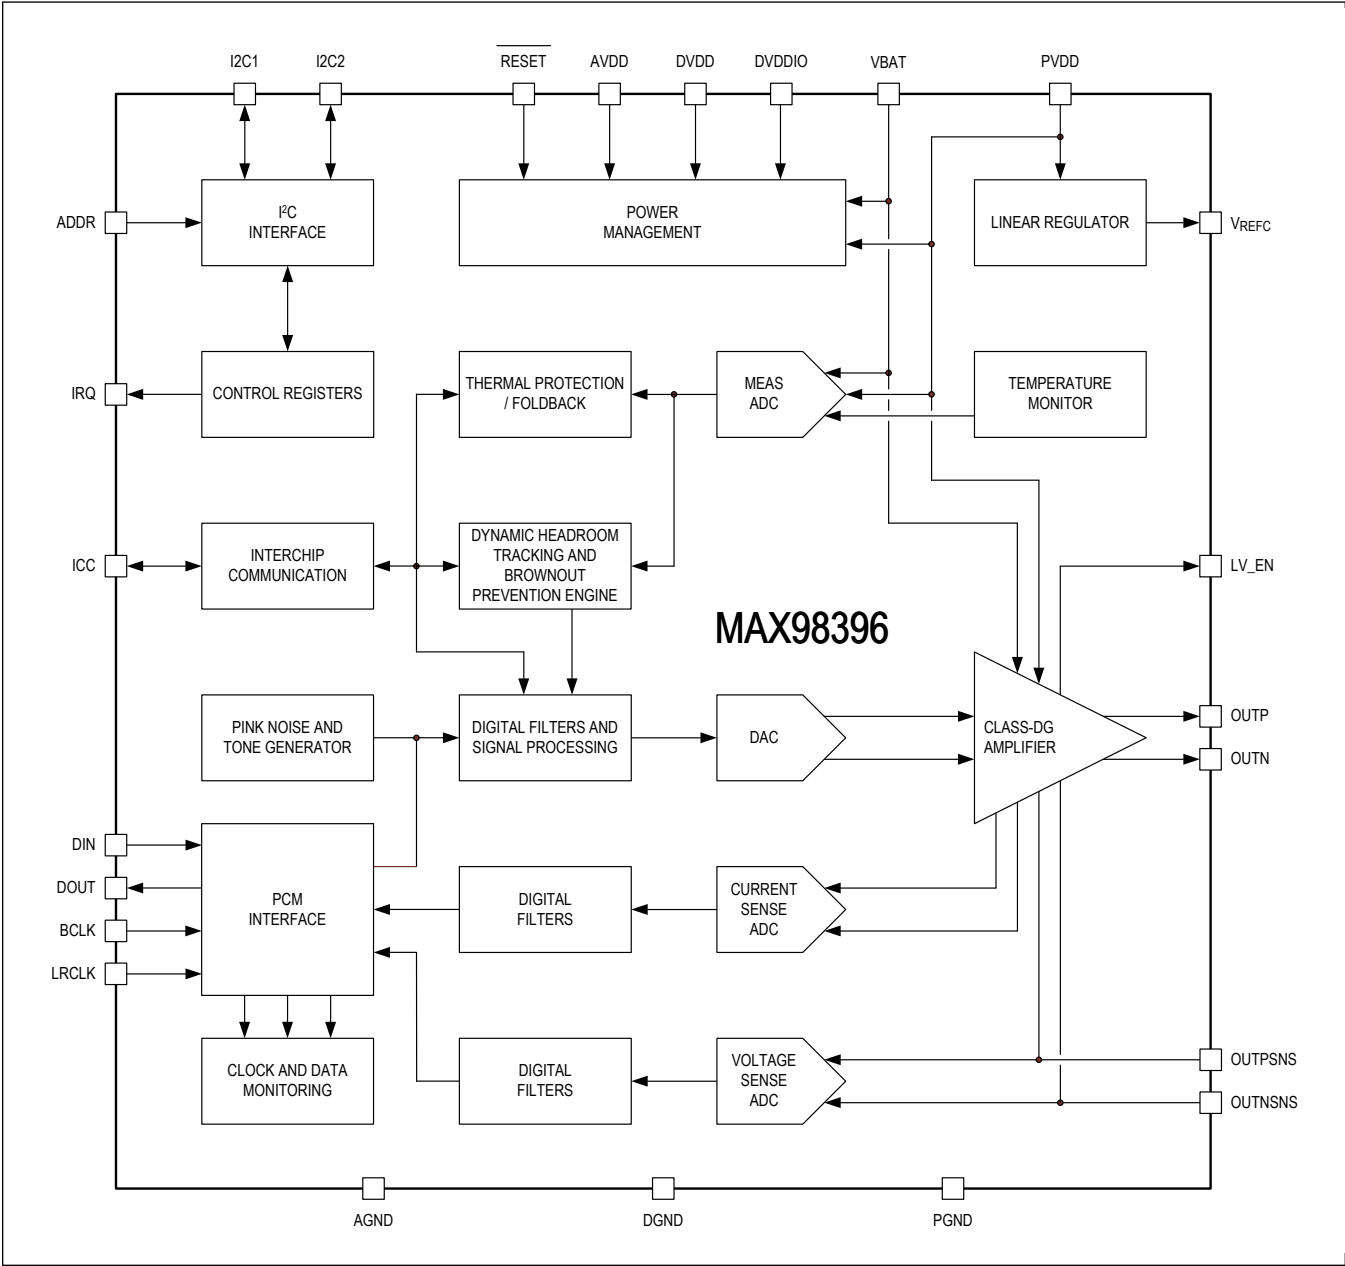 I2C1
I2C2
RESET
AVDD
DVDD
DVDDIO
VBAT
PVDD
ADDR
I²C
INTERFACE
POWER
MANAGEMENT
LINEAR REGULATOR
VREFC
IRQ
CONTROL REGISTERS
THERMAL PROTECTION
/ FOLDBACK
MEAS
ADC
TEMPERATURE
MONITOR
ICC
INTERCHIP
COMMUNICATION
DYNAMIC HEADROOM
TRACKING AND
BROWNOUT
PREVENTION ENGINE
LV_EN
MAX98396
PINK NOISE AND
TONE GENERATOR
DIGITAL FILTERS AND
SIGNAL PROCESSING
DAC
CLASS-DG
AMPLIFIER
OUTP
OUTN
DIN
DOUT
BCLK
LRCLK
PCM
INTERFACE
DIGITAL
FILTERS
CURRENT
SENSE
ADC
CLOCK AND DATA
MONITORING
DIGITAL
FILTERS
VOLTAGE
SENSE
ADC
OUTPSNS
OUTNSNS
AGND
DGND
PGND